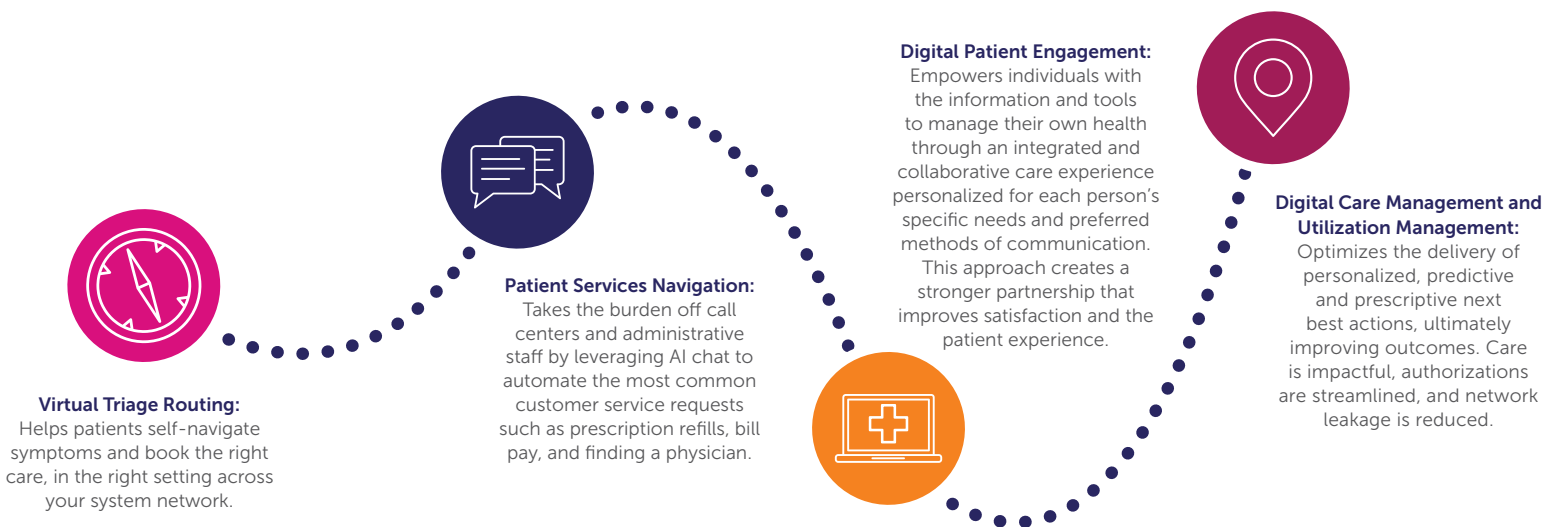 Virtual Triage Routing:
Helps patients self-navigate
symptoms and book the right
care, in the right setting across
your system network.
Patient Services Navigation:
Takes the burden off call
centers and administrative
staff by leveraging AI chat to
automate the most common
customer service requests
such as prescription refills, bill
pay, and finding a physician.
Digital Patient Engagement:
Empowers individuals with
the information and tools
to manage their own health
through an integrated and
collaborative care experience
personalized for each person's
specific needs and preferred
methods of communication.
This approach creates a
stronger partnership that
improves satisfaction and the
patient experience.
Digital Care Management and
Utilization Management:
Optimizes the delivery of
personalized, predictive
and prescriptive next
best actions, ultimately
improving outcomes. Care
is impactful, authorizations
are streamlined, and network
leakage is reduced.